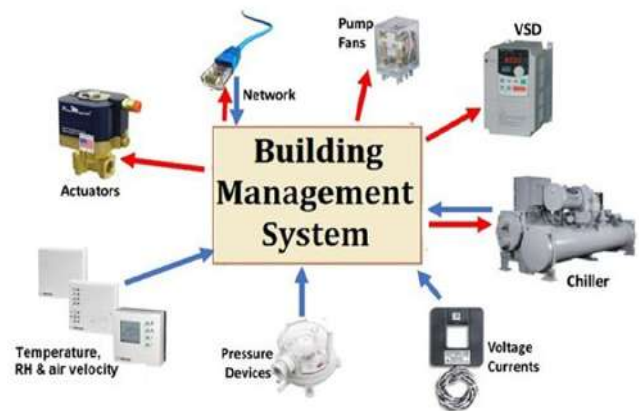 Pump
Fans
VSD
Network
Building
Management
System
Actuators
Chiller
Temperature,
RH & air velocity
Pressure
Devices
Voltage
Currents